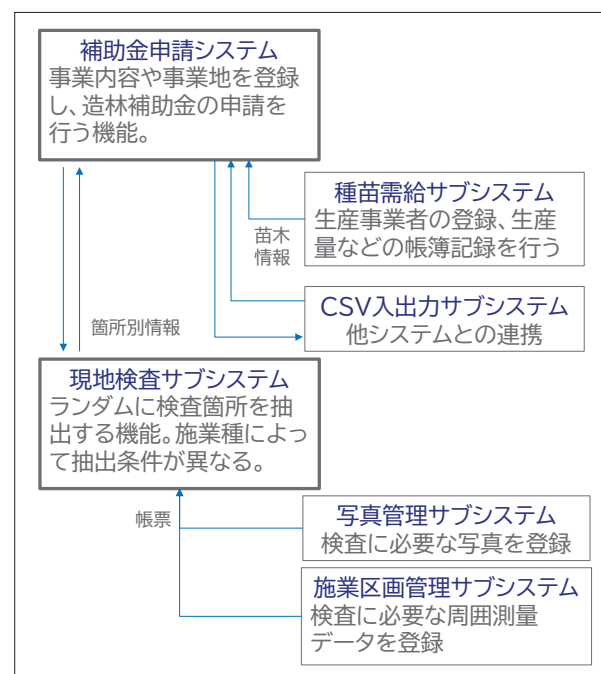 補助金申請システム
事業内容や事業地を登録
し、造林補助金の申請を
行う機能。
種苗需給サブシステム
生産事業者の登録、生産
量などの帳簿記録を行う
苗木
情報
CSV入出力サブシステム
他システムとの連携
箇所別情報
現地検査サブシステム
ランダムに検査箇所を抽
出する機能。施業種によっ
て抽出条件が異なる。
帳票
写真管理サブシステム
検査に必要な写真を登録
施業区画管理サブシステム
検査に必要な周囲測量
データを登録